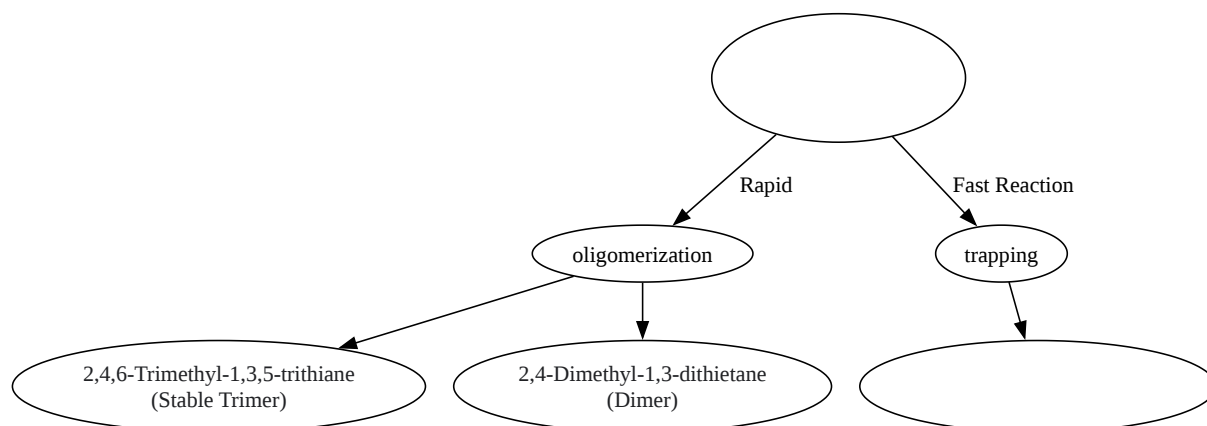 Rapid
Fast Reaction
oligomerization
trapping
2,4,6-Trimethyl-1,3,5-trithiane
(Stable Trimer)
2,4-Dimethyl-1,3-dithietane
(Dimer)